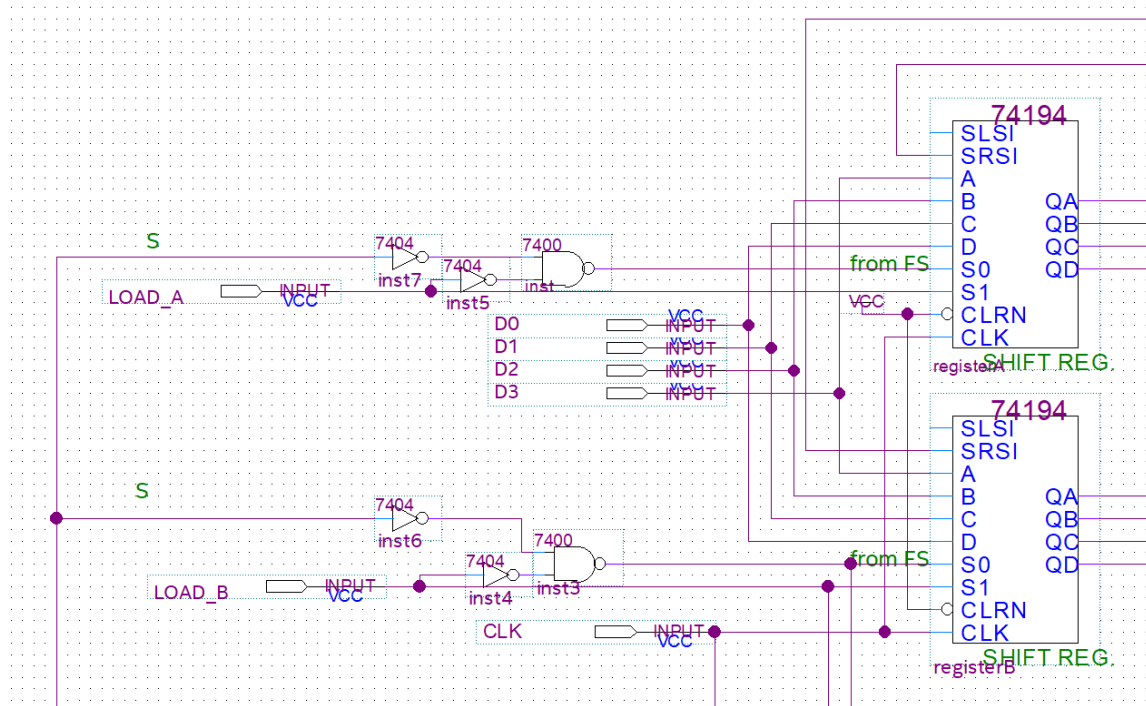 74194
SLSI
SRSI
A
B
C
D
S0
S1
CLRN
CLK
QA
QB
QC
QD
registerA
SHIFT REG.
S
7404
inst7
7404
inst5
7400
inst
from FS
LOAD_A
INPUT
VCC
VCC
D0
VCC
INPUT
D1
VCC
INPUT
D2
VCC
INPUT
D3
VCC
INPUT
74194
SLSI
SRSI
A
B
C
D
S0
S1
CLRN
CLK
QA
QB
QC
QD
registerB
SHIFT REG.
S
7404
inst6
7404
inst4
7400
inst3
from FS
LOAD_B
INPUT
VCC
CLK
INPUT
VCC